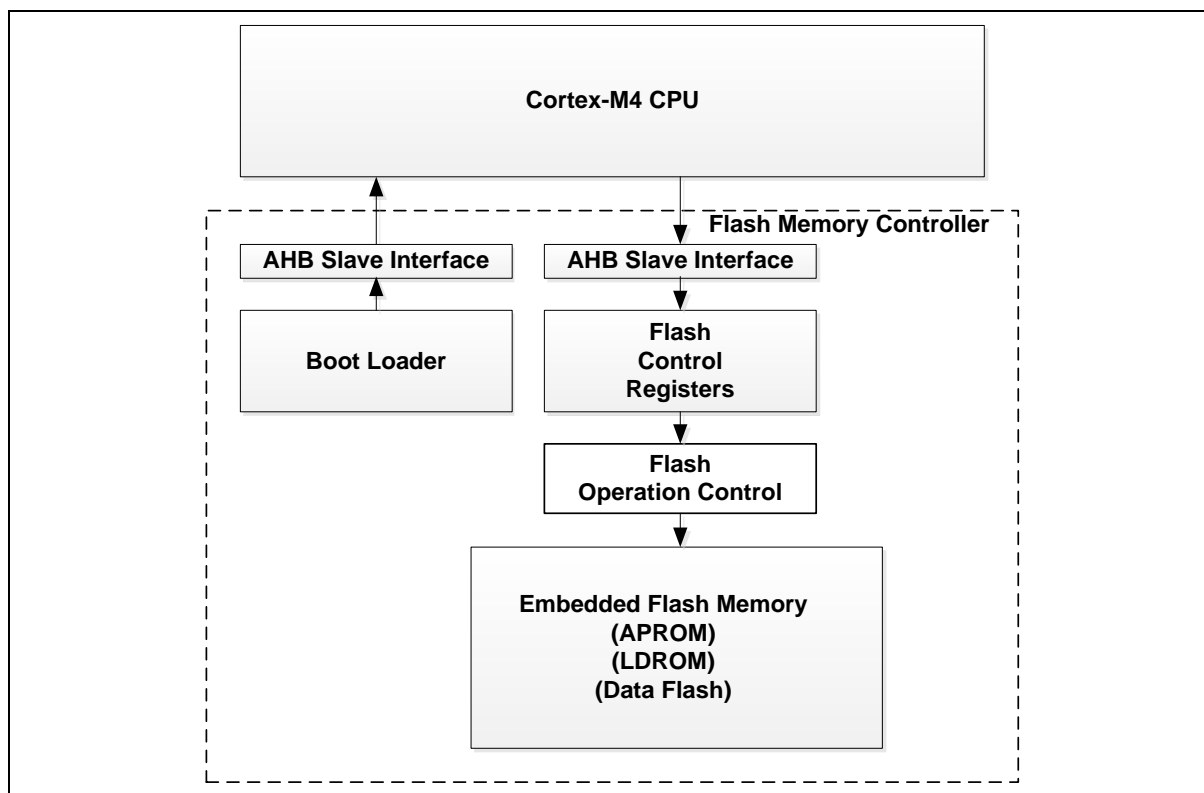 Cortex-M4 CPU
Flash Memory Controller
AHB Slave Interface
AHB Slave Interface
Boot Loader
Flash
Control
Registers
Flash
Operation Control
Embedded Flash Memory
(APROM)
(LDROM)
(Data Flash)